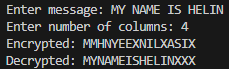 Enter message: MY NAME IS HELIN
Enter number of columns: 4
Encrypted: MMHNYEEXNILXASIX
Decrypted: MYNAMEISHELINXXX